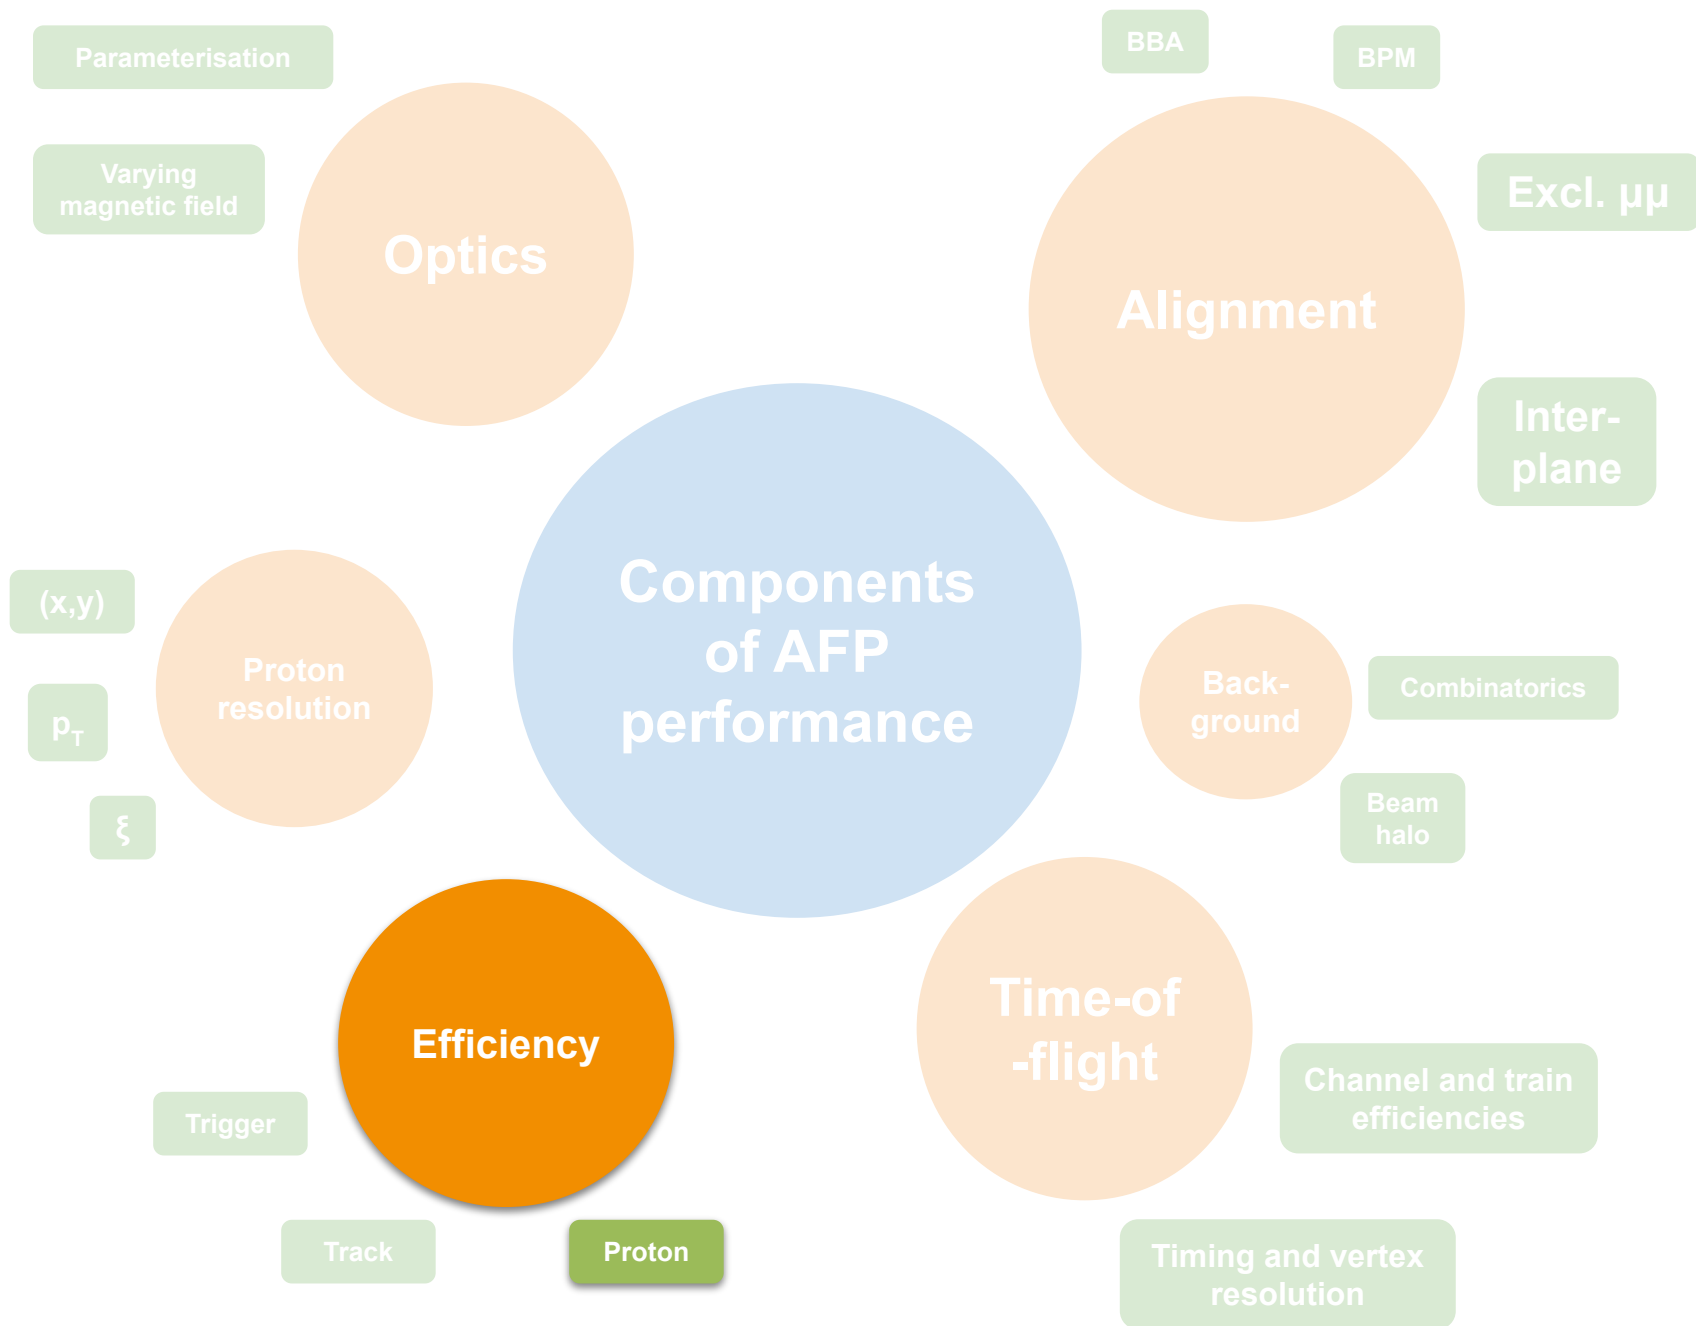 Parameterisation
Varying
magnetic field
Optics
BBA
BPM
Excl. μμ
Alignment
Inter-
plane
Components
of AFP
performance
(x,y)
pT
ξ
Proton
resolution
Back-
ground
Combinatorics
Beam
halo
Efficiency
Trigger
Track
Proton
Time-of
-flight
Channel and train
efficiencies
Timing and vertex
resolution